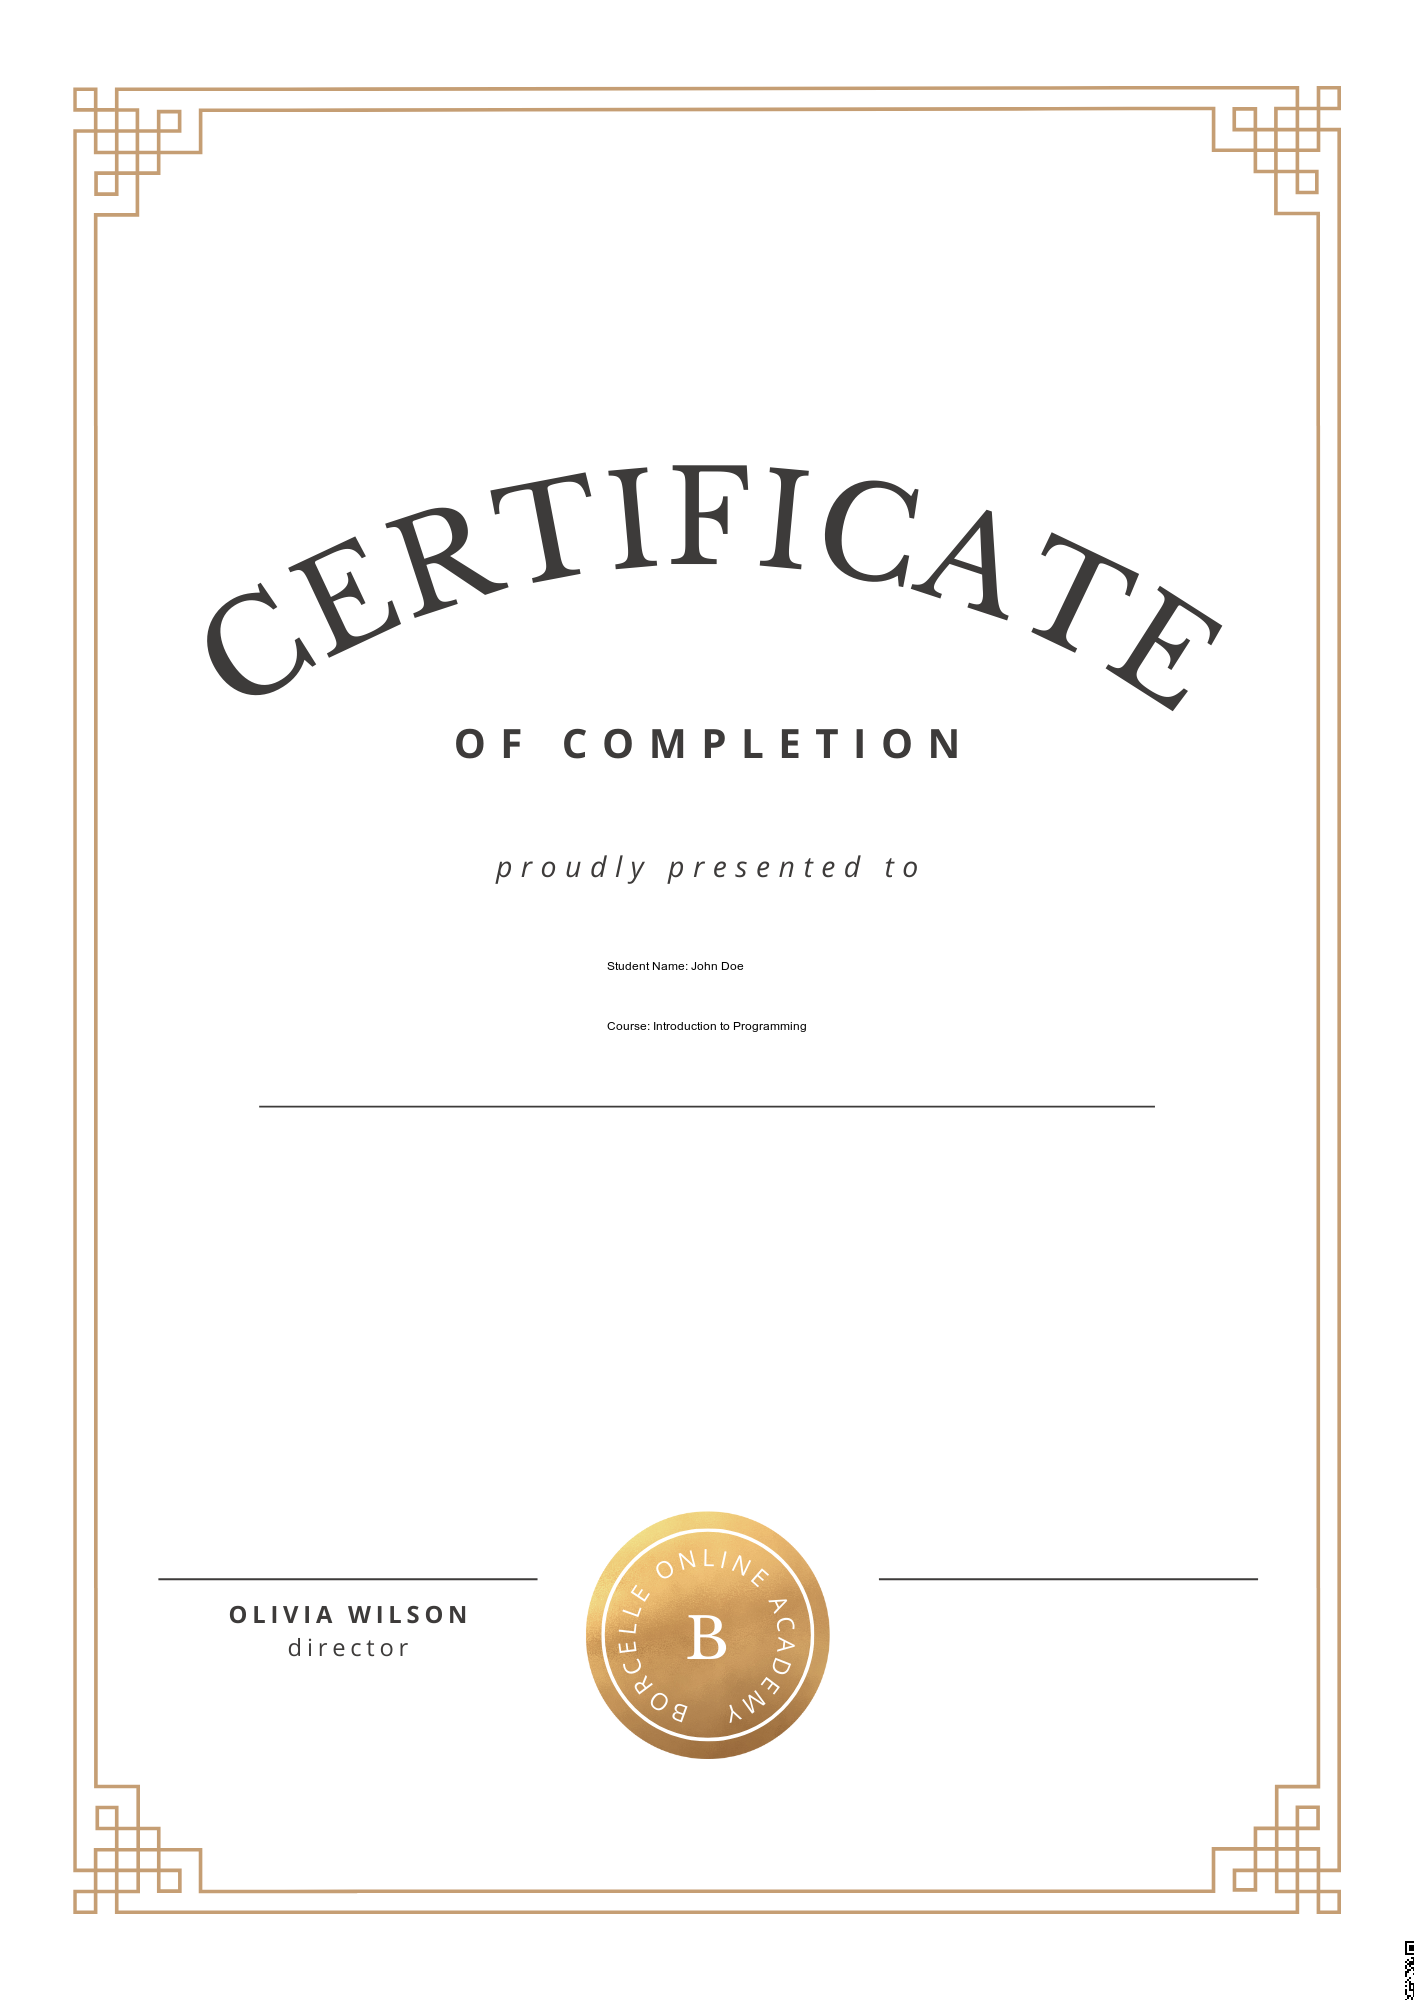 CERTIFICATE
OF COMPLETION
proudly presented to
Student Name: John Doe
Course: Introduction to Programming
BORCELLE ONLINE ACADEMY
B
OLIVIA WILSON
director